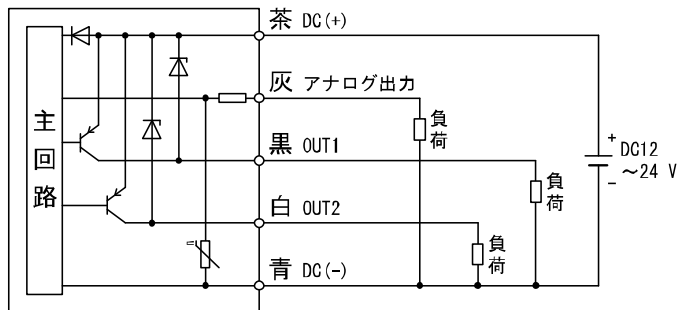 茶 DC(+)
灰 アナログ出力
黒 OUT1
白 OUT2
青 DC(-)
主回路
負荷
負荷
負荷
+
DC12
～24 V
-